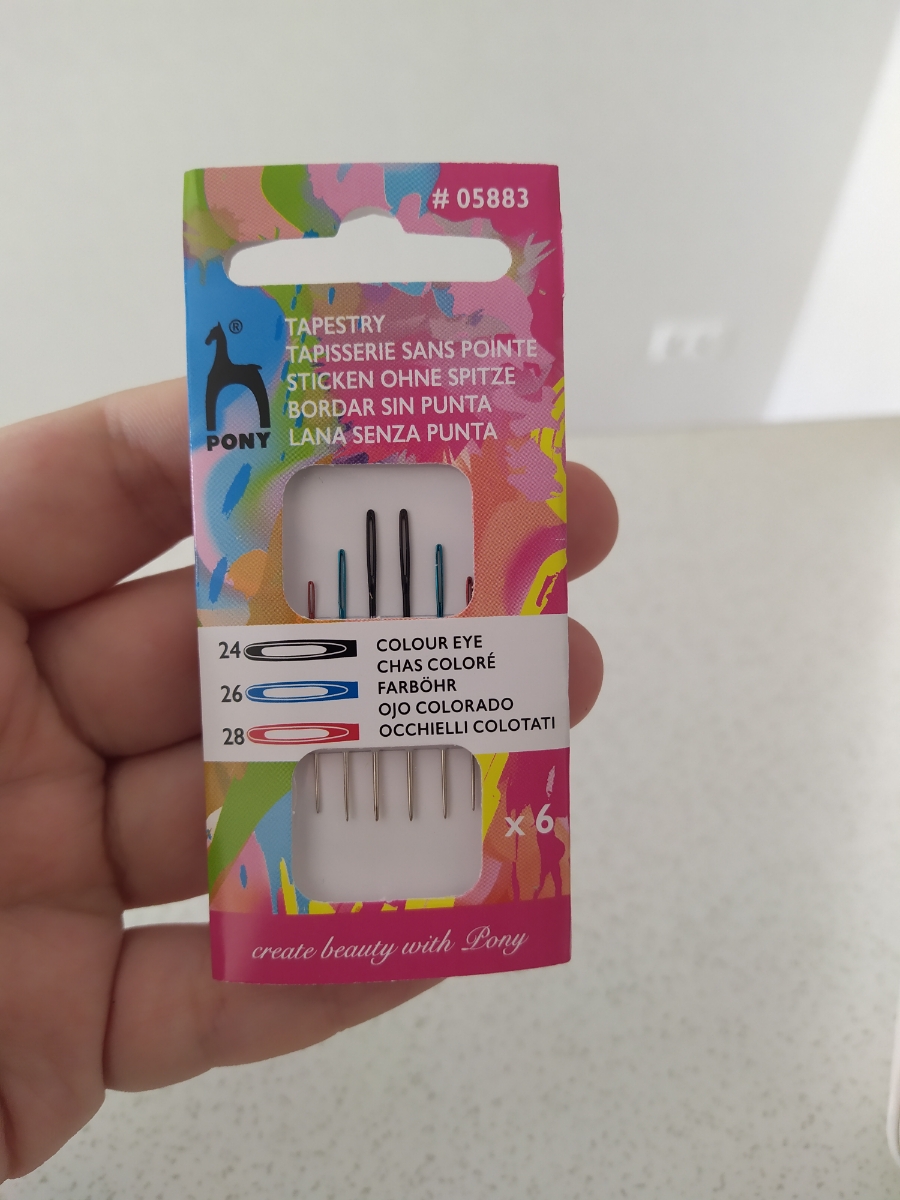 # 05883
®
PONY
TAPESTRY
TAPISSERIE SANS POINTE
STICKEN OHNE SPITZE
BORDAR SIN PUNTA
LANA SENZA PUNTA
24
26
28
COLOUR EYE
CHAS COLORÉ
FARBÖHR
OJO COLORADO
OCCHIELLI COLOTATI
x 6
create beauty with Pony